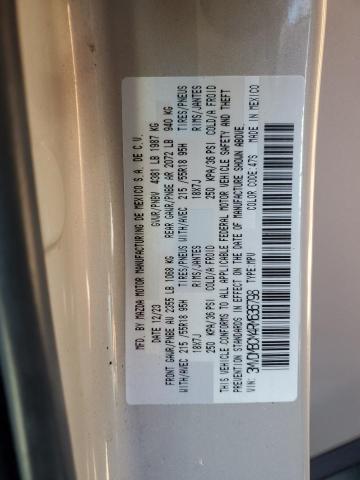 MFD. BY MAZDA MOTOR MANUFACTURING DE MEXICO S.A. DE C.V.
DATE 12/23 GVWR/PNBV 4381 LB 1987 KG
FRONT GAWR/PNBE AV 2355 LB 1068 KG REAR GAWR/PNBE AR 2072 LB 940 KG
WITH/AVEC 215 /55R18 95H TIRES/PNEUS WITH/AVEC 215 /55R18 95H TIRES/PNEUS
18X7J RIMS/JANTES 18X7J RIMS/JANTES
250 KPA/36 PSI COLD/A FROID 250 KPA/36 PSI COLD/A FROID
THIS VEHICLE CONFORMS TO ALL APPLICABLE FEDERAL MOTOR VEHICLE SAFETY AND THEFT
PREVENTION STANDARDS IN EFFECT ON THE DATE OF MANUFACTURE SHOWN ABOVE.
VIN: TYPE: MPV COLOR CODE: 47S MADE IN MEXICO